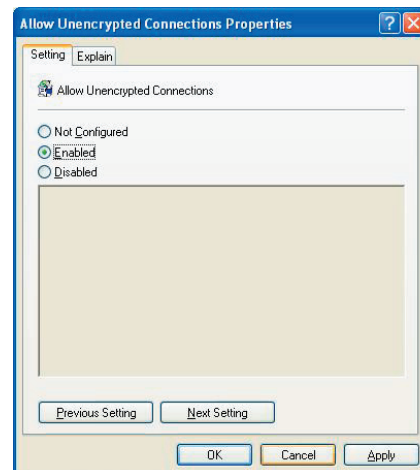 Allow Unencrypted Connections Properties
Setting Explain
Allow Unencrypted Connections
Not Configured
Enabled
Disabled
Previous Setting Next Setting
OK Cancel Apply